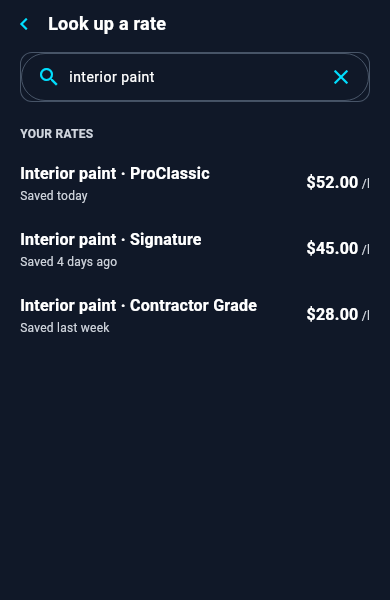 Look up a rate
interior paint
YOUR RATES
Interior paint · ProClassic
$52.00 /l
Saved today
Interior paint · Signature
$45.00 /l
Saved 4 days ago
Interior paint · Contractor Grade
$28.00 /l
Saved last week